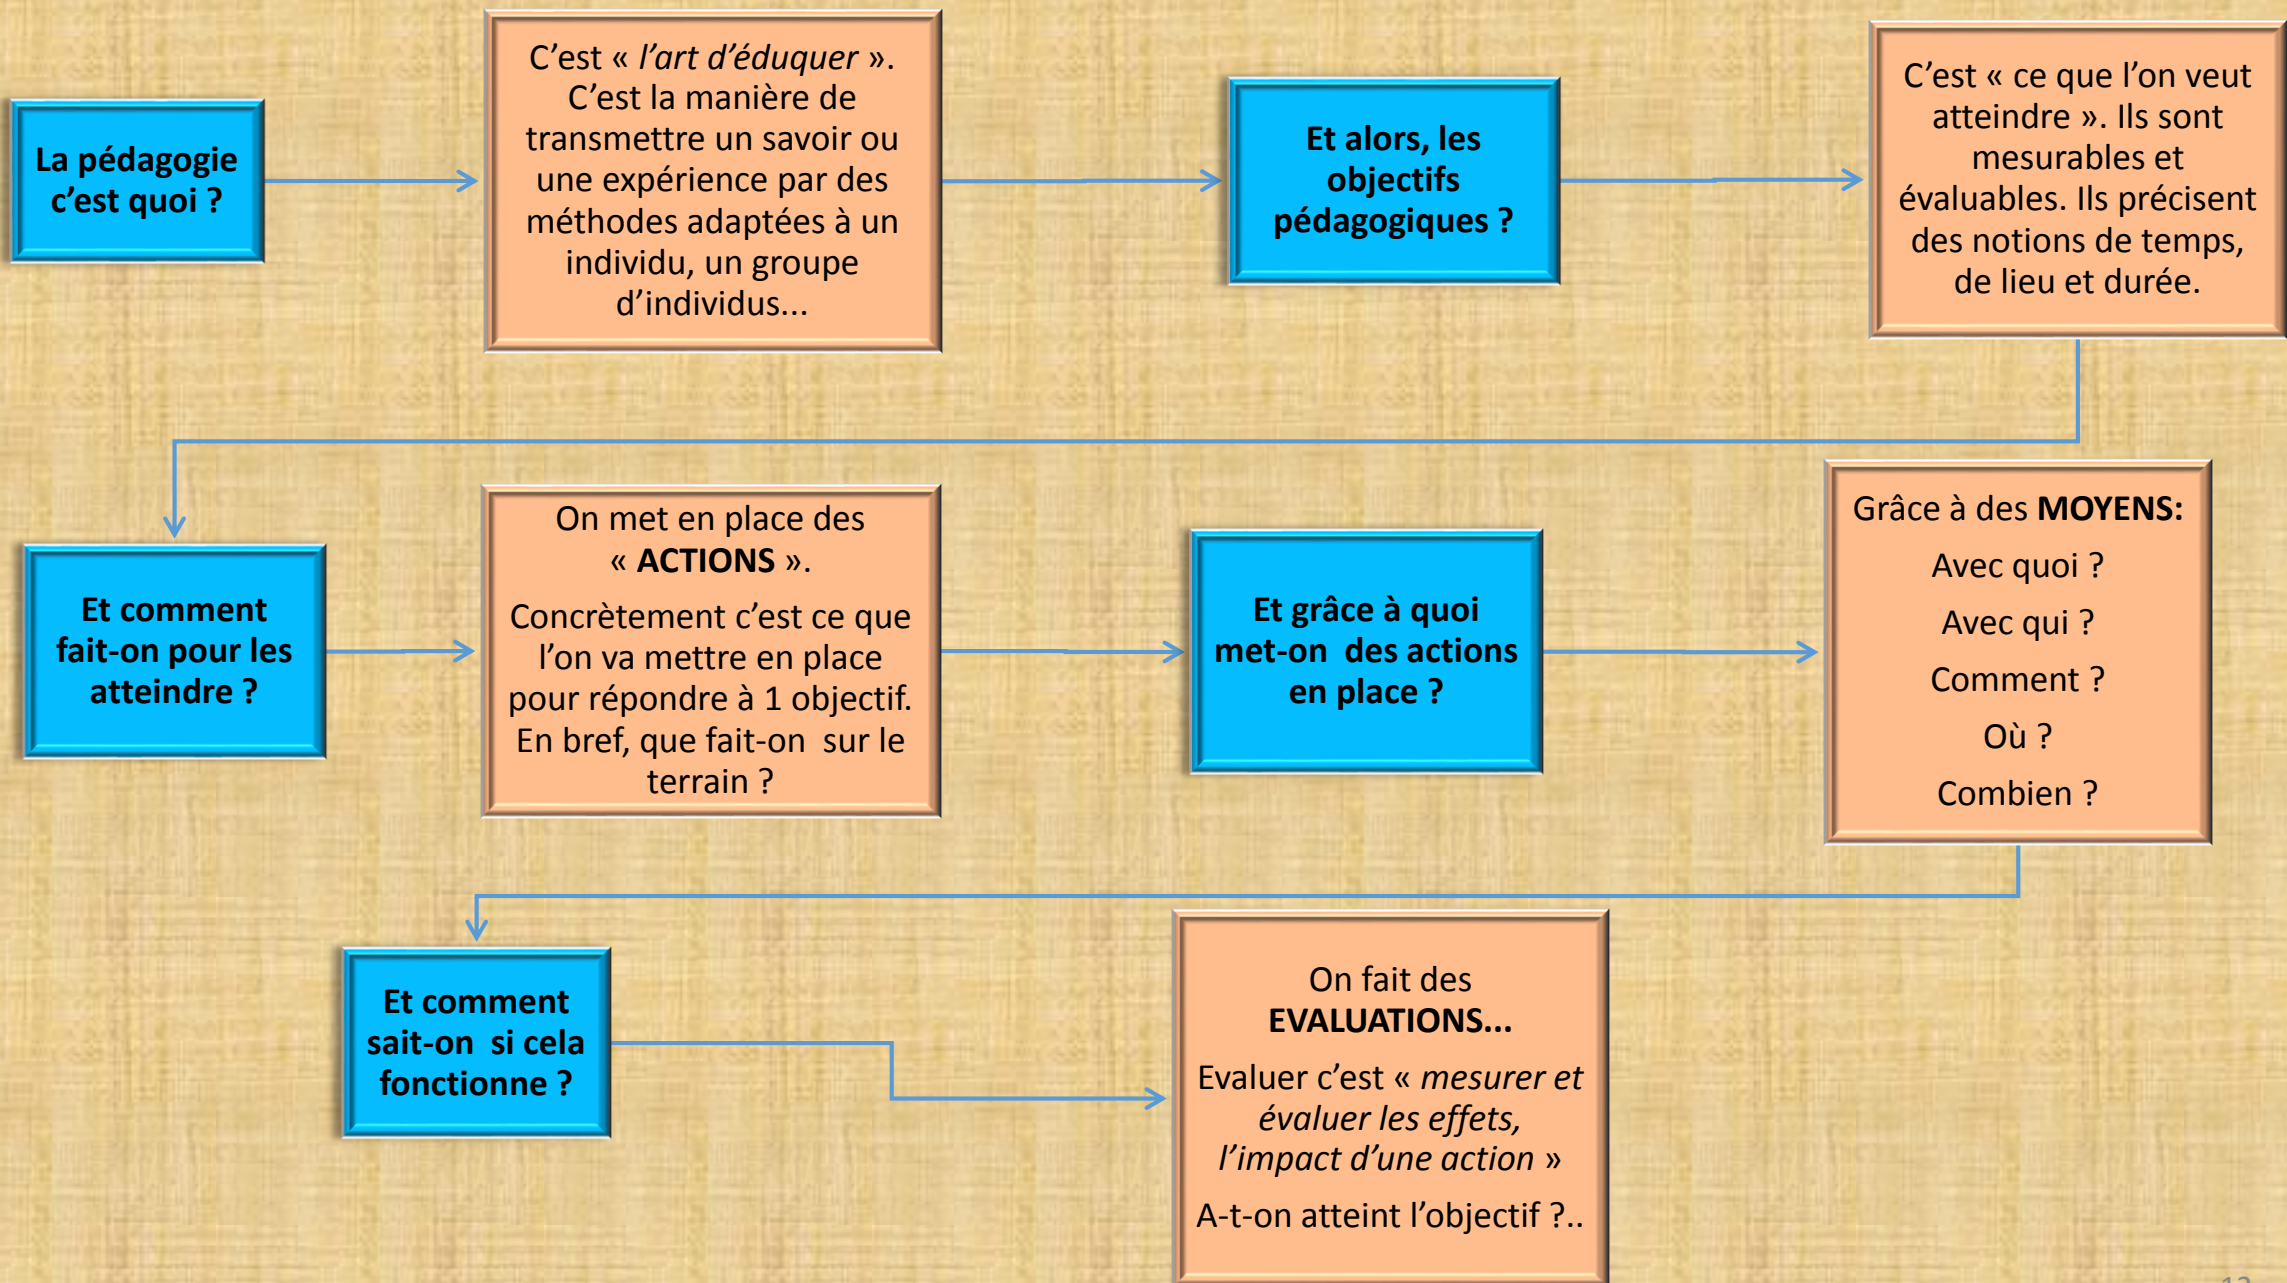 La pédagogie
c’est quoi ?
C’est « l’art d’éduquer ».
C’est la manière de
transmettre un savoir ou
une expérience par des
méthodes adaptées à un
individu, un groupe
d’individus...
Et alors, les
objectifs
pédagogiques ?
C’est « ce que l’on veut
atteindre ». Ils sont
mesurables et
évaluables. Ils précisent
des notions de temps,
de lieu et durée.
Et comment
fait-on pour les
atteindre ?
On met en place des
« ACTIONS ».
Concrètement c’est ce que
l’on va mettre en place
pour répondre à 1 objectif.
En bref, que fait-on  sur le
terrain ?
Et grâce à quoi
met-on  des actions
en place ?
Grâce à des MOYENS:
Avec quoi ?
Avec qui ?
Comment ?
Où ?
Combien ?
Et comment
sait-on  si cela
fonctionne ?
On fait des
EVALUATIONS...
Evaluer c’est « mesurer et
évaluer les effets,
l’impact d’une action »
A-t-on atteint l’objectif ?..